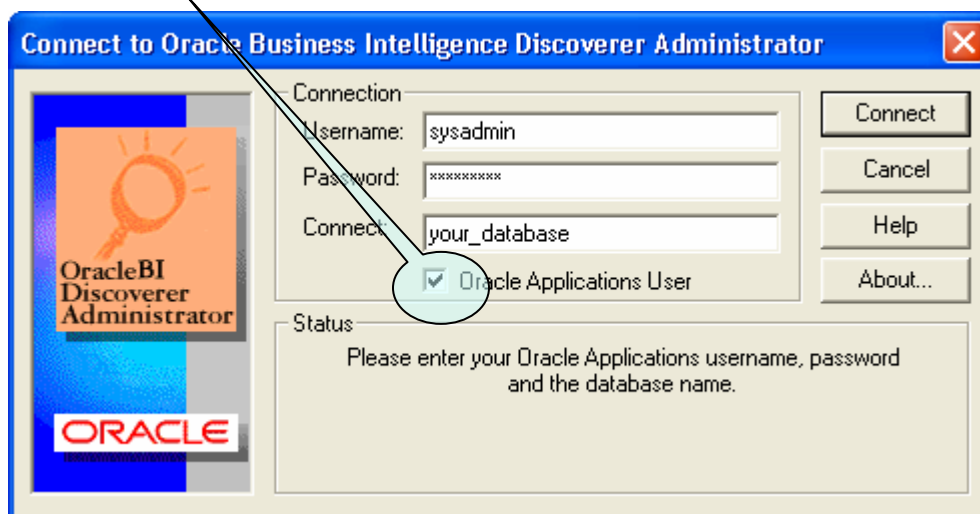 Connect to Oracle Business Intelligence Discoverer Administrator
Connection
Username: sysadmin
Password: *********
Connect: your_database
Oracle Applications User
Connect
Cancel
Help
About...
OracleBI
Discoverer
Administrator
ORACLE
Status
Please enter your Oracle Applications username, password
and the database name.